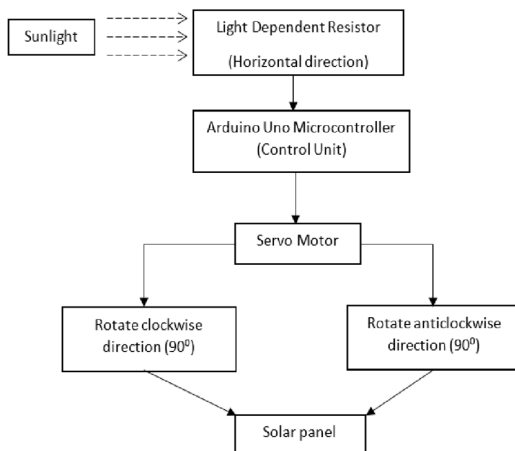 Sunlight
Light Dependent Resistor
(Horizontal direction)
Arduino Uno Microcontroller
(Control Unit)
Servo Motor
Rotate clockwise
direction (90⁰)
Rotate anticlockwise
direction (90⁰)
Solar panel